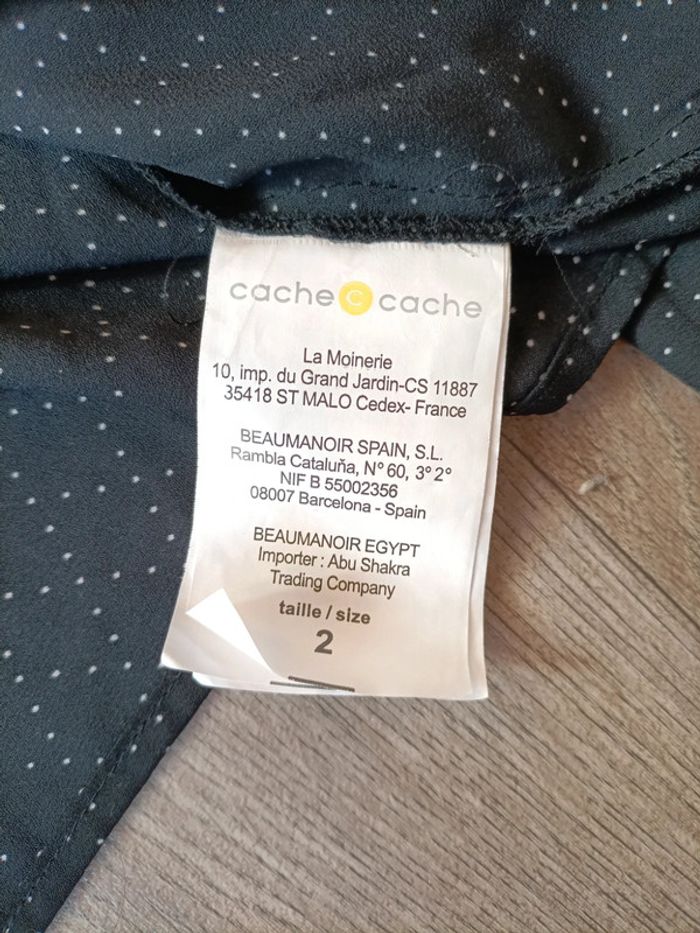 cache c cache
La Moinerie
10, imp. du Grand Jardin-CS 11887
35418 ST MALO Cedex- France
BEAUMANOIR SPAIN, S.L.
Rambla Cataluňa, N° 60, 3° 2°
NIF B 55002356
08007 Barcelona - Spain
BEAUMANOIR EGYPT
Importer : Abu Shakra
Trading Company
taille / size
2